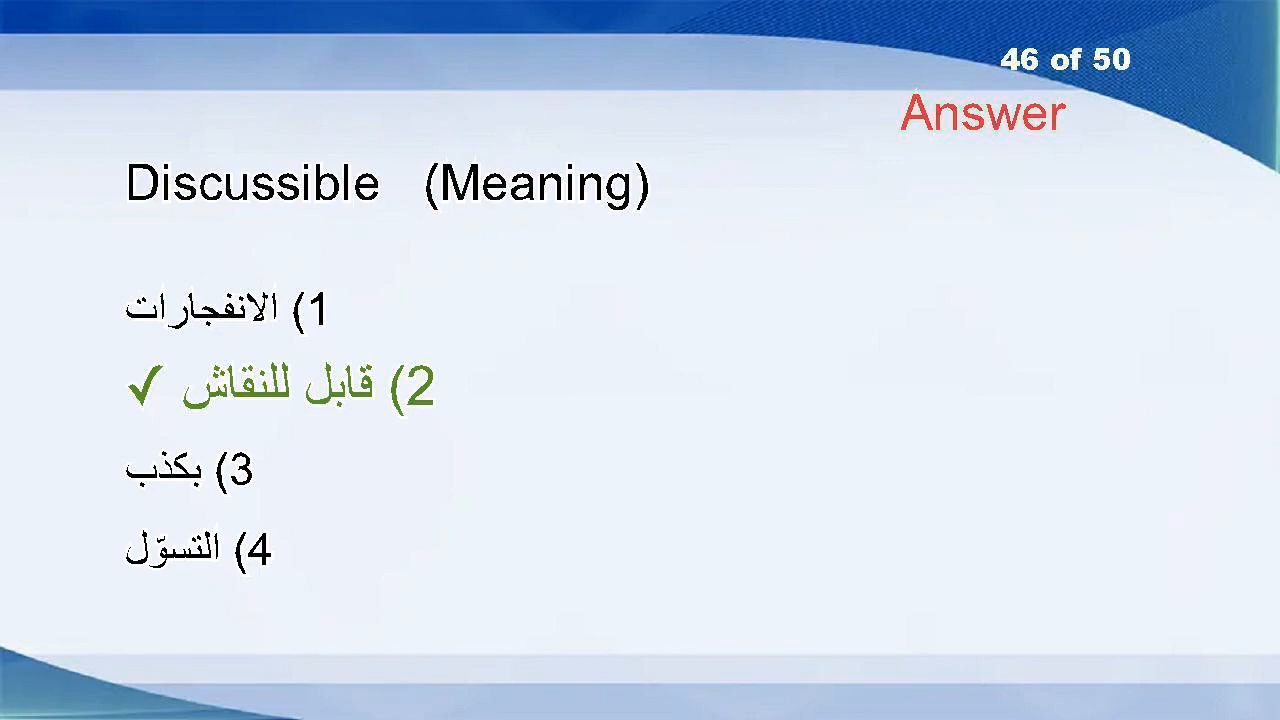 46 of 50
Answer
Discussible (Meaning)
1) الانفجارات
2) قابل للنقاش ✓
3) بكذب
4) التسوّل